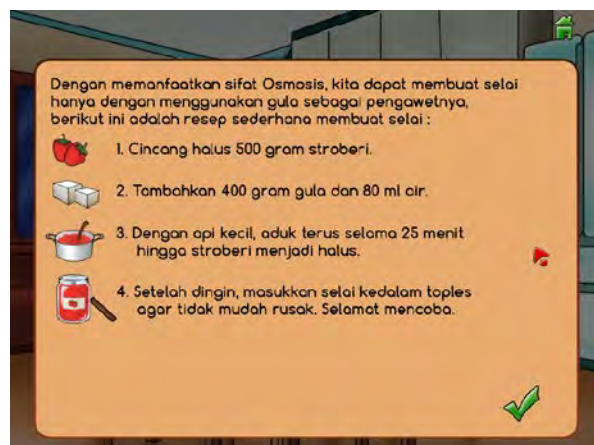 Dengan memanfaatkan sifat Osmosis, kita dapat membuat selai
hanya dengan menggunakan gula sebagai pengawetnya,
berikut ini adalah resep sederhana membuat selai :
1. Cincang halus 500 gram stroberi.
2. Tambahkan 400 gram gula dan 80 ml air.
3. Dengan api kecil, aduk terus selama 25 menit
hingga stroberi menjadi halus.
4. Setelah dingin, masukkan selai kedalam toples
agar tidak mudah rusak. Selamat mencoba.